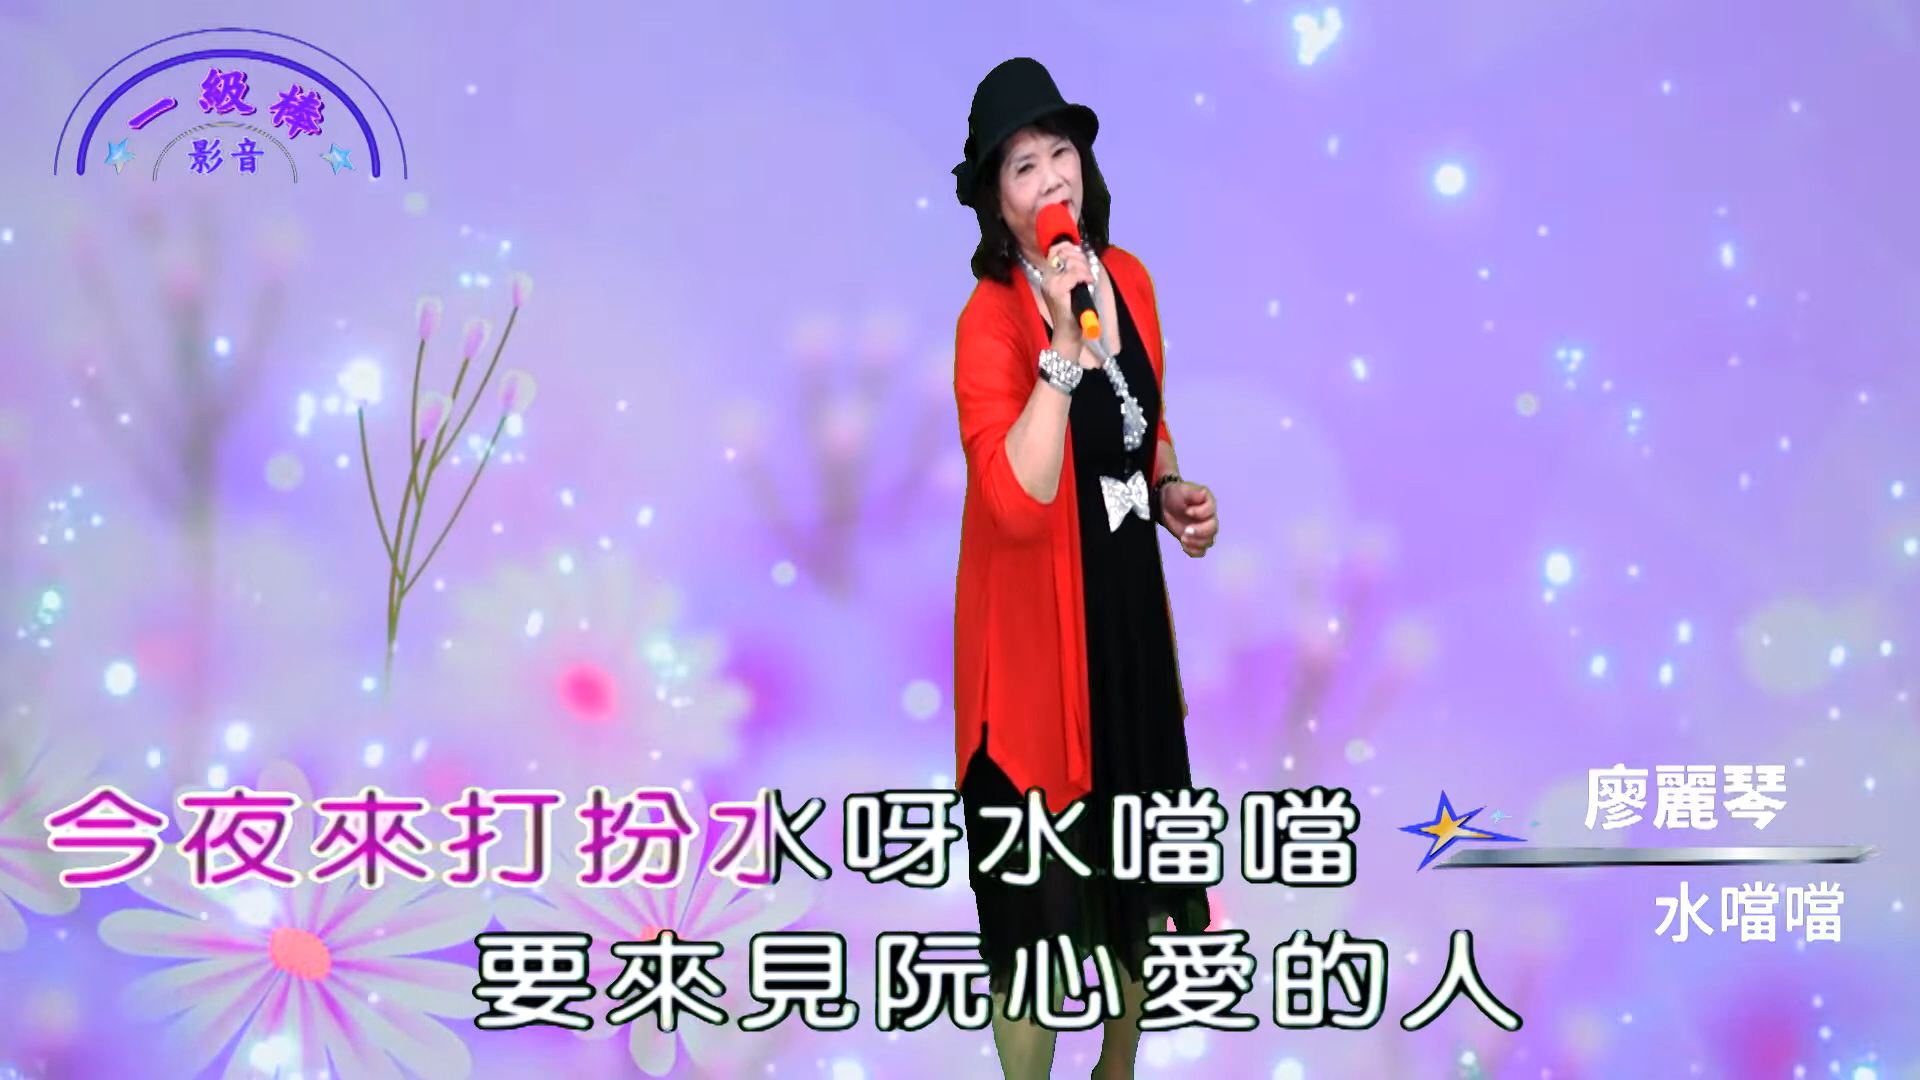 一級棒
影音
廖麗琴
水噹噹
今夜來打扮水呀水噹噹
要來見阮心愛的人